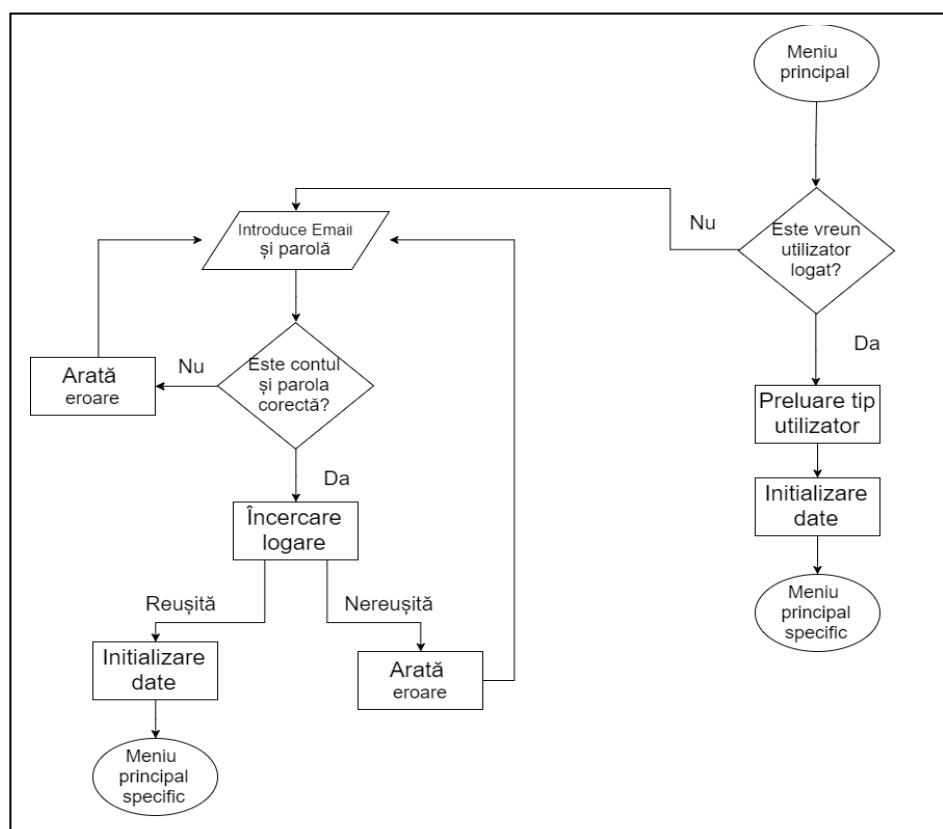 Meniu
principal
Nu
Este vreun
utilizator
logat?
Da
Preluare tip
utilizator
Initializare
date
Meniu
principal
specific
Introduce Email
și parolă
Este contul
și parola
corectă?
Nu
Arată
eroare
Da
Încercare
logare
Reușită
Nereușită
Initializare
date
Arată
eroare
Meniu
principal
specific